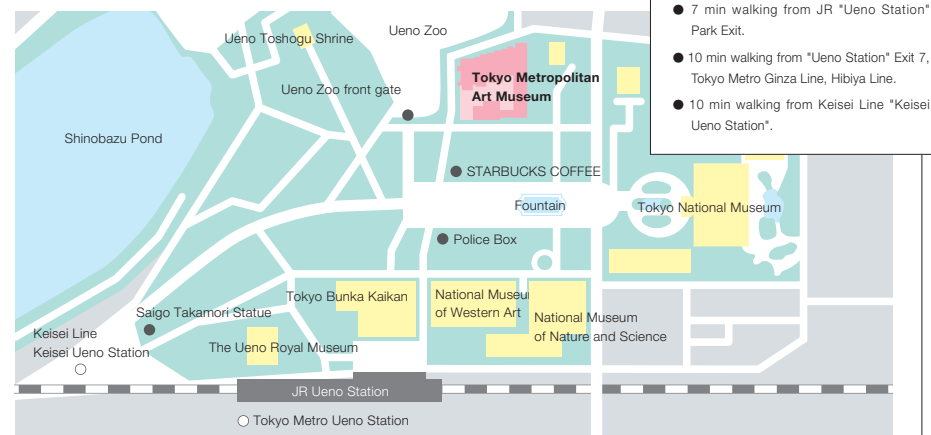 ● 7 min walking from JR "Ueno Station"
Park Exit.
● 10 min walking from "Ueno Station" Exit 7,
Tokyo Metro Ginza Line, Hibiya Line.
● 10 min walking from Keisei Line "Keisei
Ueno Station".
Ueno Zoo
Ueno Toshogu Shrine
Tokyo Metropolitan
Art Museum
Ueno Zoo front gate
Shinobazu Pond
STARBUCKS COFFEE
Fountain
Tokyo National Museum
Police Box
Tokyo Bunka Kaikan
National Museu
of Western Art
Saigo Takamori Statue
National Museum
of Nature and Science
Keisei Line
Keisei Ueno Station
The Ueno Royal Museum
JR Ueno Station
Tokyo Metro Ueno Station